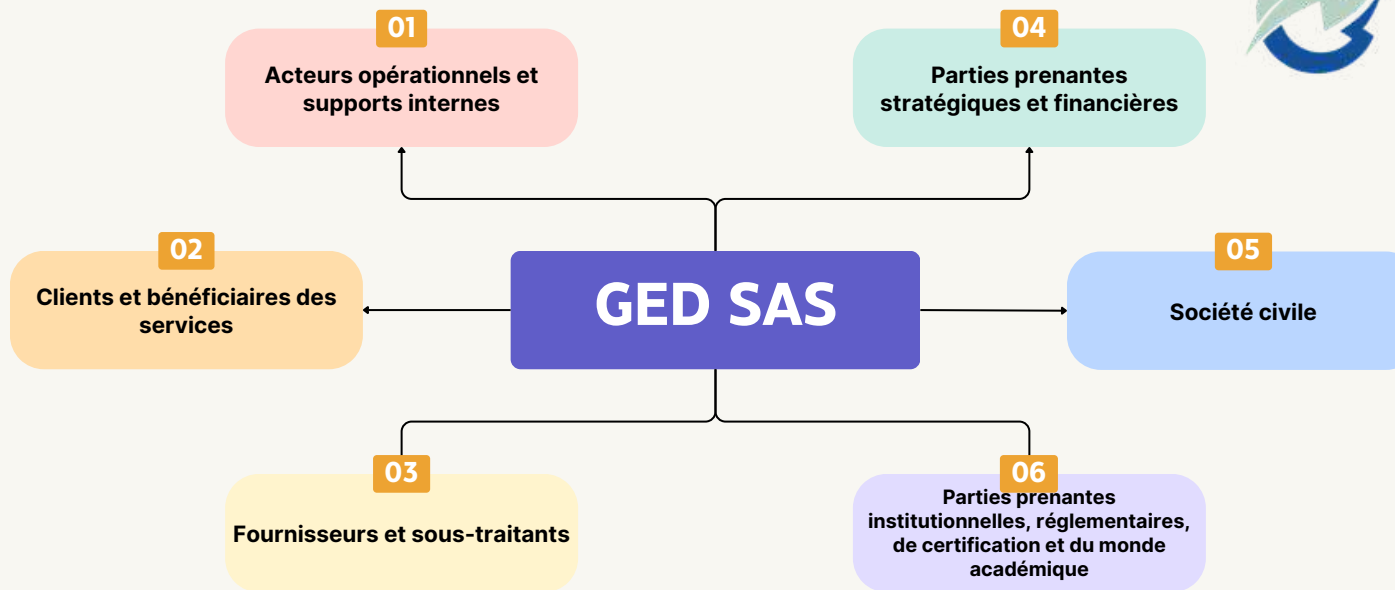 01
Acteurs opérationnels et
supports internes
04
Parties prenantes
stratégiques et financières
02
Clients et bénéficiaires des
services
GED SAS
05
Société civile
03
Fournisseurs et sous-traitants
06
Parties prenantes
institutionnelles, réglementaires,
de certification et du monde
académique